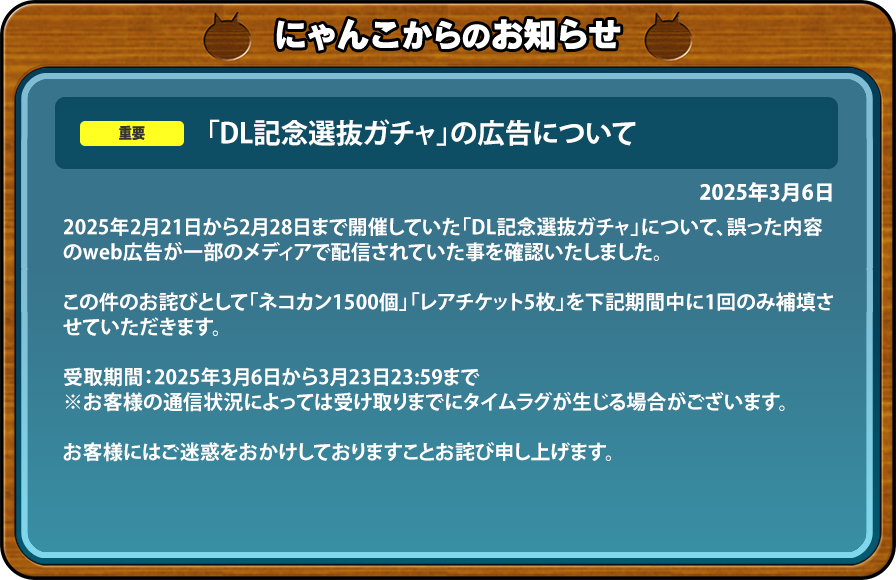 にゃんこからのお知らせ
重要
「DL記念選抜ガチャ」の広告について
2025年3月6日
2025年2月21日から2月28日まで開催していた「DL記念選抜ガチャ」について、誤った内容
のweb広告が一部のメディアで配信されていた事を確認いたしました。
この件のお詫びとして「ネコカン1500個」「レアチケット5枚」を下記期間中に1回のみ補填さ
せていただきます。
受取期間：2025年3月6日から3月23日23:59まで
※お客様の通信状況によっては受け取りまでにタイムラグが生じる場合がございます。
お客様にはご迷惑をおかけしておりますことお詫び申し上げます。